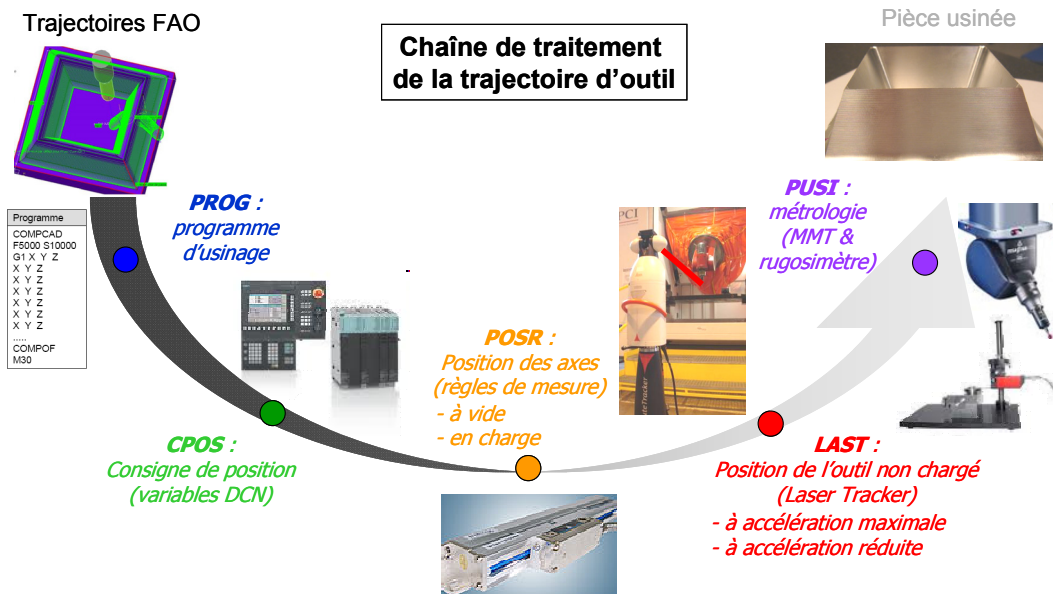 Trajectoires FAO
Chaîne de traitement
de la trajectoire d'outil
Pièce usinée
Programme
COMPCAD
F5000 S10000
G1 X Y Z
X Y Z
X Y Z
X Y Z
X Y Z
X Y Z
X Y Z
.....
COMPOF
M30
PROG :
programme
d'usinage
CPOS :
Consigne de position
(variables DCN)
POSR :
Position des axes
(règles de mesure)
- à vide
- en charge
PCI
LAST :
Position de l'outil non chargé
(Laser Tracker)
- à accélération maximale
- à accélération réduite
PUSI :
métrologie
(MMT &
rugosimètre)